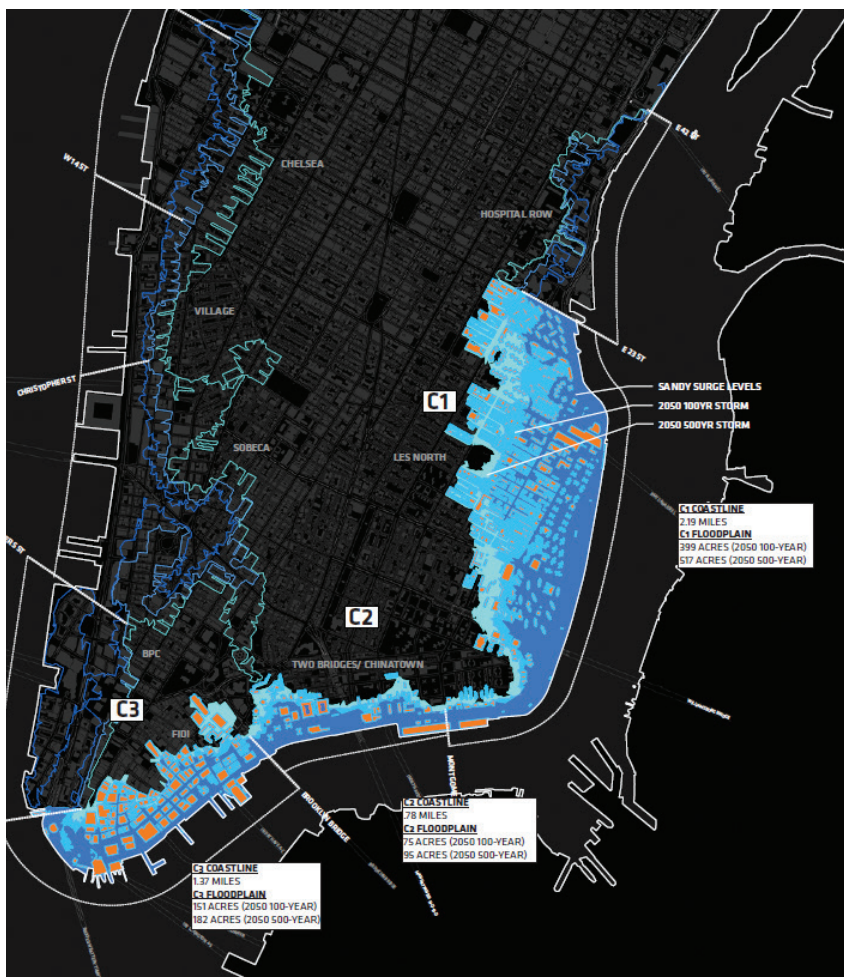 E 42 ST
W 14 ST
CHELSEA
HOSPITAL ROW
VILLAGE
E 23 ST
CHRISTOPHER ST
SANDY SURGE LEVELS
C1
2050 100YR STORM
2050 500YR STORM
SOBECA
LES NORTH
C1 COASTLINE
2.19 MILES
C1 FLOODPLAIN
399 ACRES (2050 100-YEAR)
517 ACRES (2050 500-YEAR)
C2
BPC
TWO BRIDGES/ CHINATOWN
C3
FIDI
BROOKLYN BRIDGE
C2 COASTLINE
.78 MILES
C2 FLOODPLAIN
75 ACRES (2050 100-YEAR)
95 ACRES (2050 500-YEAR)
C3 COASTLINE
1.37 MILES
C3 FLOODPLAIN
151 ACRES (2050 100-YEAR)
182 ACRES (2050 500-YEAR)